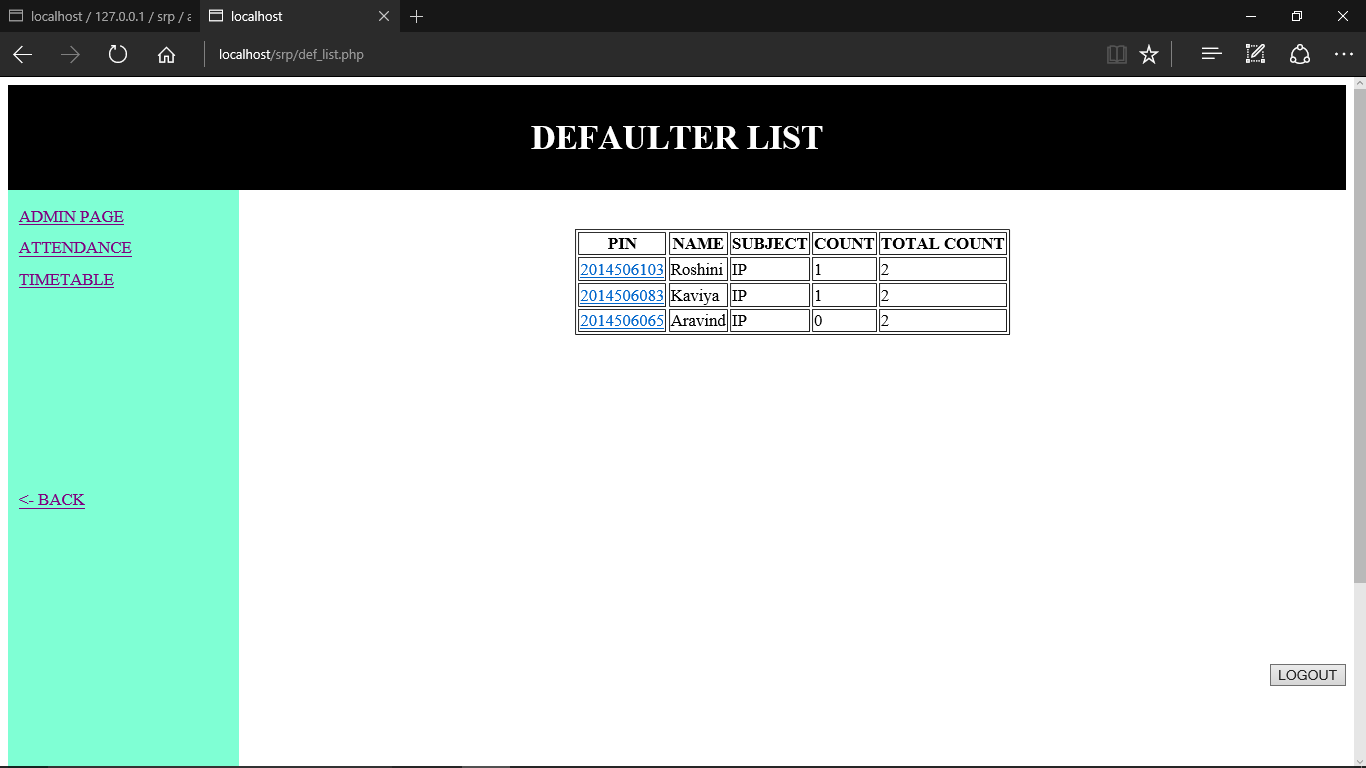 localhost / 127.0.0.1 / srp / a
localhost
localhost/srp/def_list.php
DEFAULTER LIST
ADMIN PAGE
ATTENDANCE
TIMETABLE
<- BACK
PIN NAME SUBJECT COUNT TOTAL COUNT
2014506103 Roshini IP 1 2
2014506083 Kaviya IP 1 2
2014506065 Aravind IP 0 2
LOGOUT